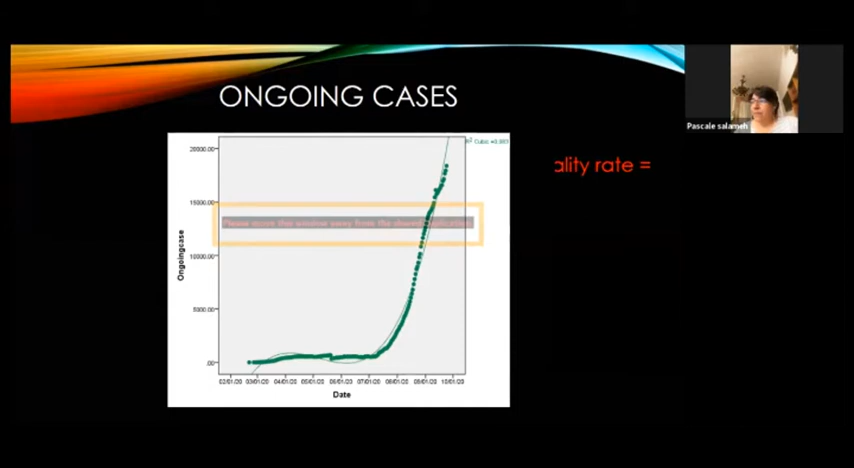 ONGOING CASES
Pascale salameh
ality rate =
Please move this window away from the shared application
20000.00
15000.00
10000.00
5000.00
.00
Ongoingcase
02/01/20 03/01/20 04/01/20 05/01/20 06/01/20 07/01/20 08/01/20 09/01/20 10/01/20
Date